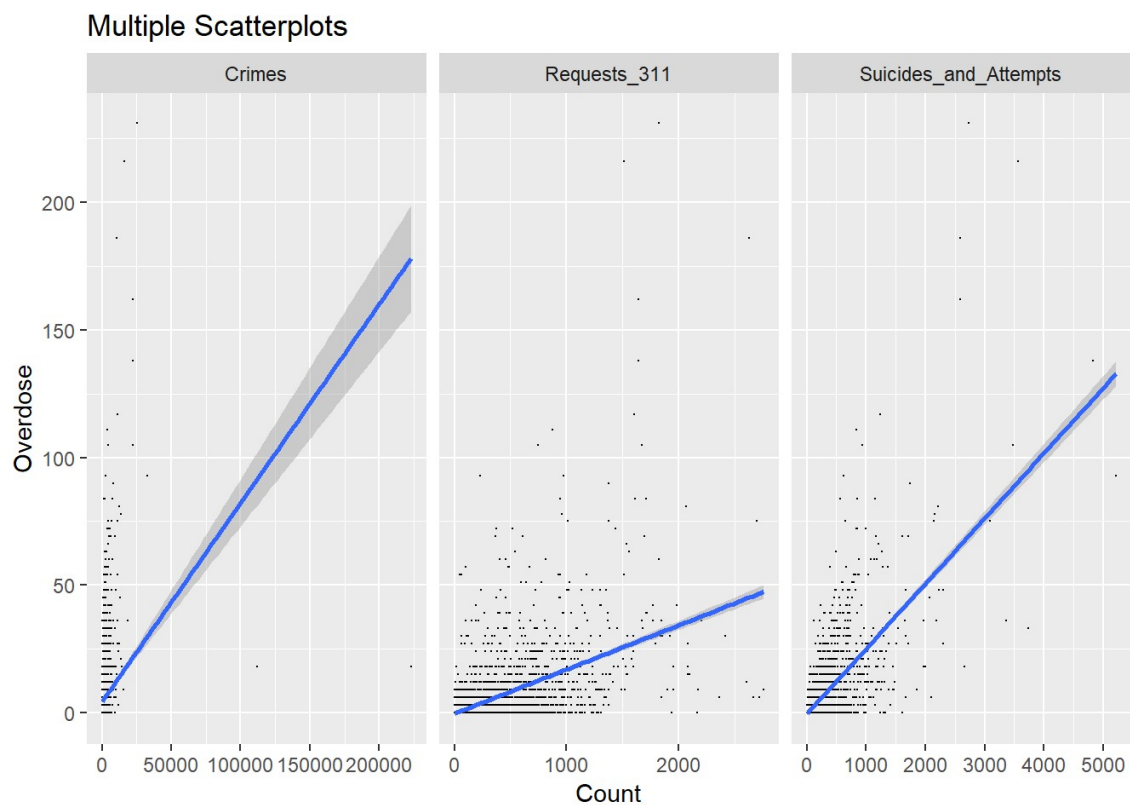 Multiple Scatterplots
Crimes
Requests_311
Suicides_and_Attempts
Overdose
200
150
100
50
0
0 50000 100000 150000 200000
0 1000 2000
0 1000 2000 3000 4000 5000
Count